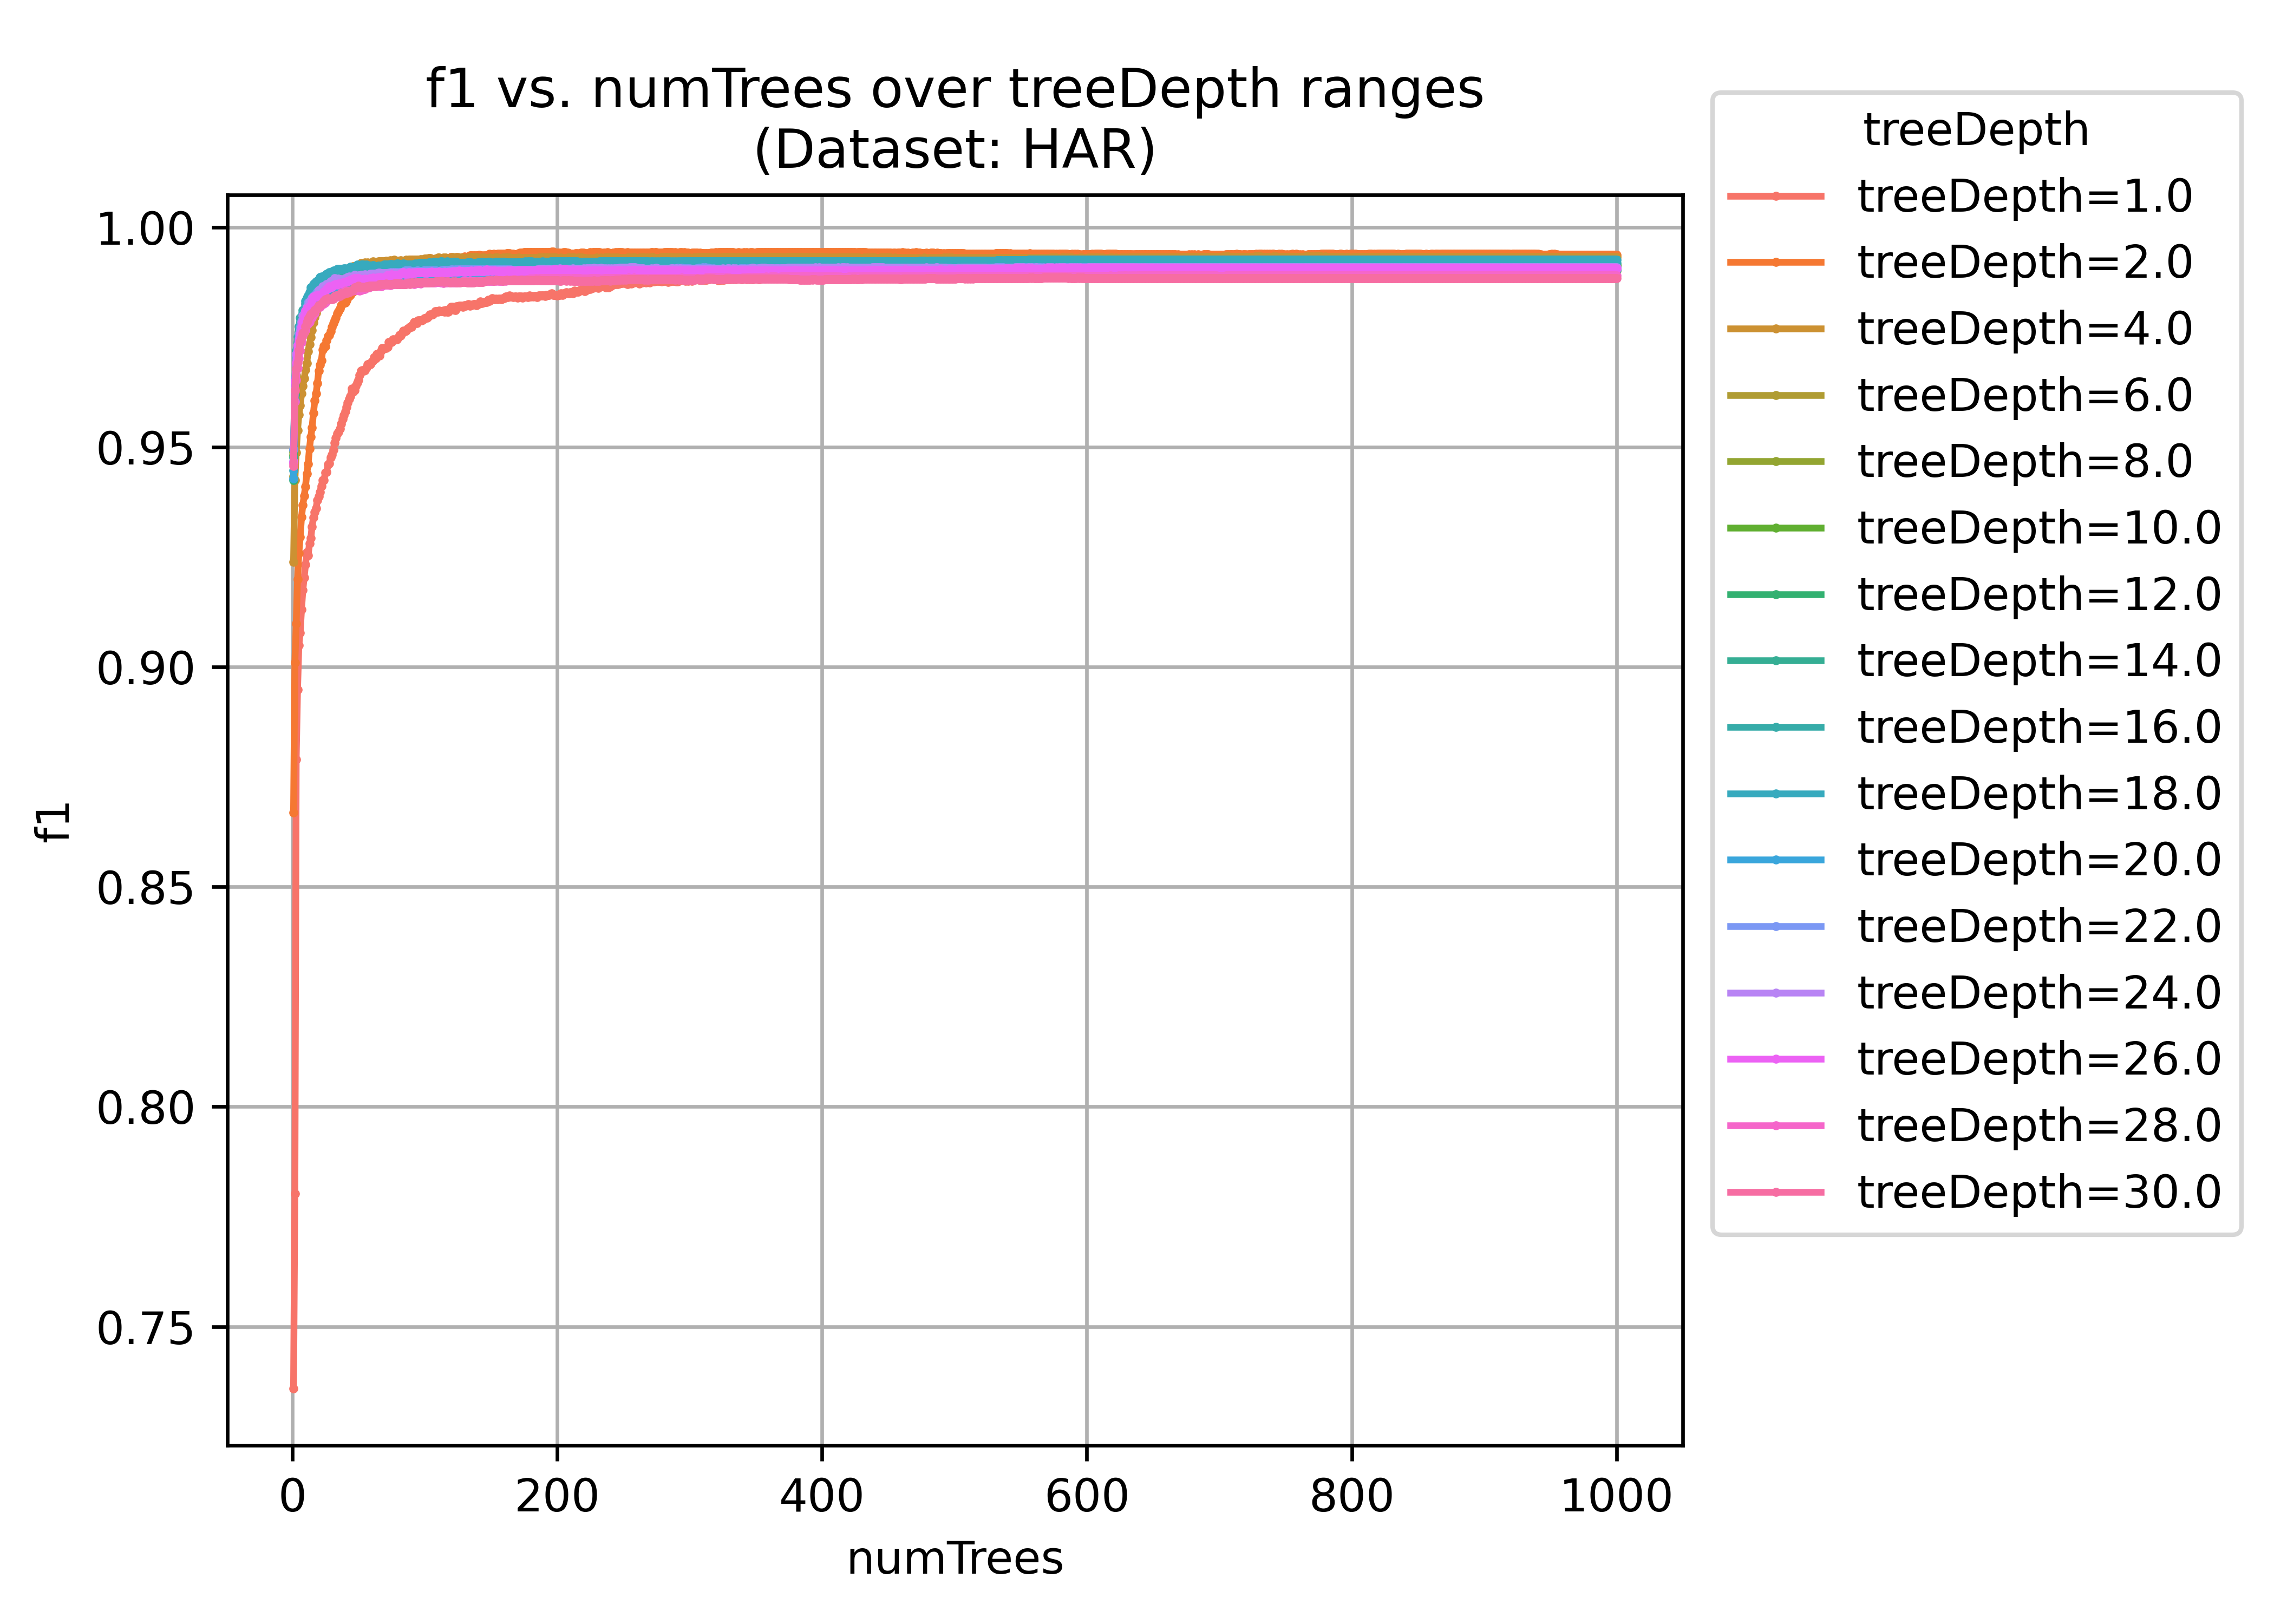 f1 vs. numTrees over treeDepth ranges
(Dataset: HAR)
treeDepth
treeDepth=1.0
treeDepth=2.0
treeDepth=4.0
treeDepth=6.0
treeDepth=8.0
treeDepth=10.0
treeDepth=12.0
treeDepth=14.0
treeDepth=16.0
treeDepth=18.0
treeDepth=20.0
treeDepth=22.0
treeDepth=24.0
treeDepth=26.0
treeDepth=28.0
treeDepth=30.0
1.00
0.95
0.90
0.85
0.80
0.75
f1
0 200 400 600 800 1000
numTrees